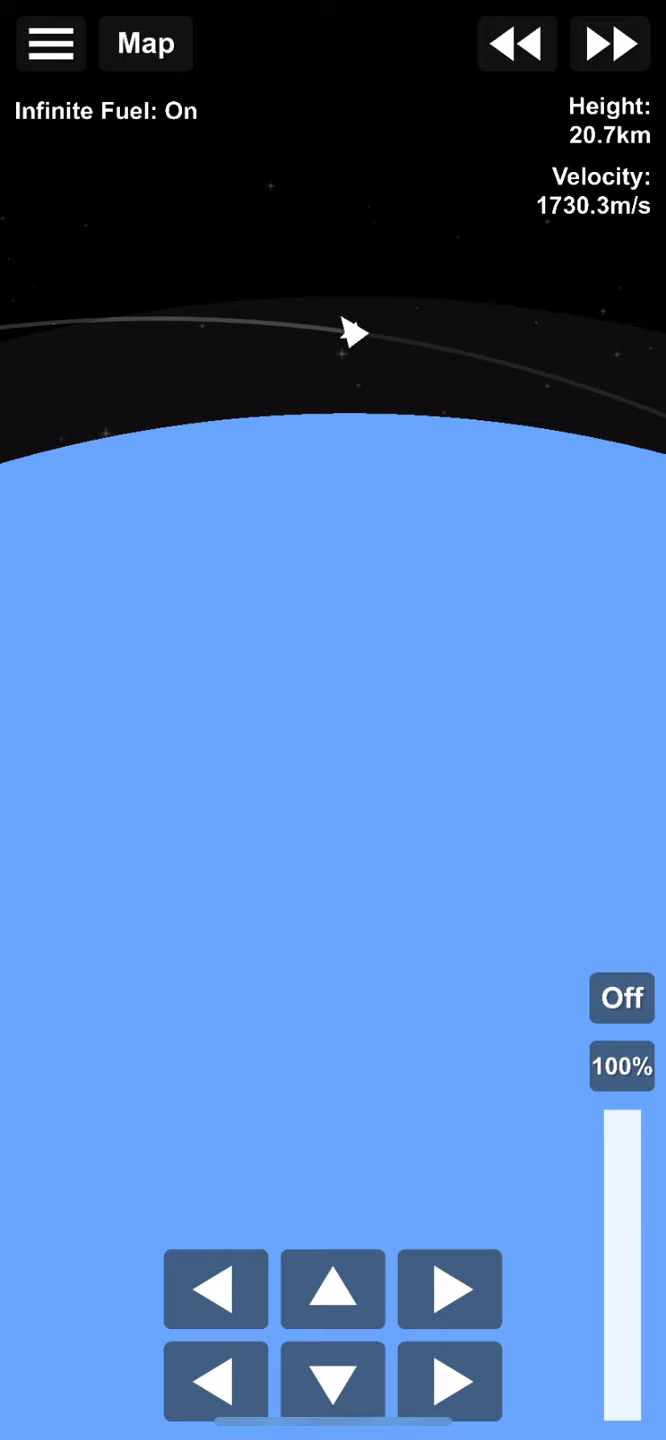 Map
Infinite Fuel: On
Height:
20.7km
Velocity:
1730.3m/s
Off
100%